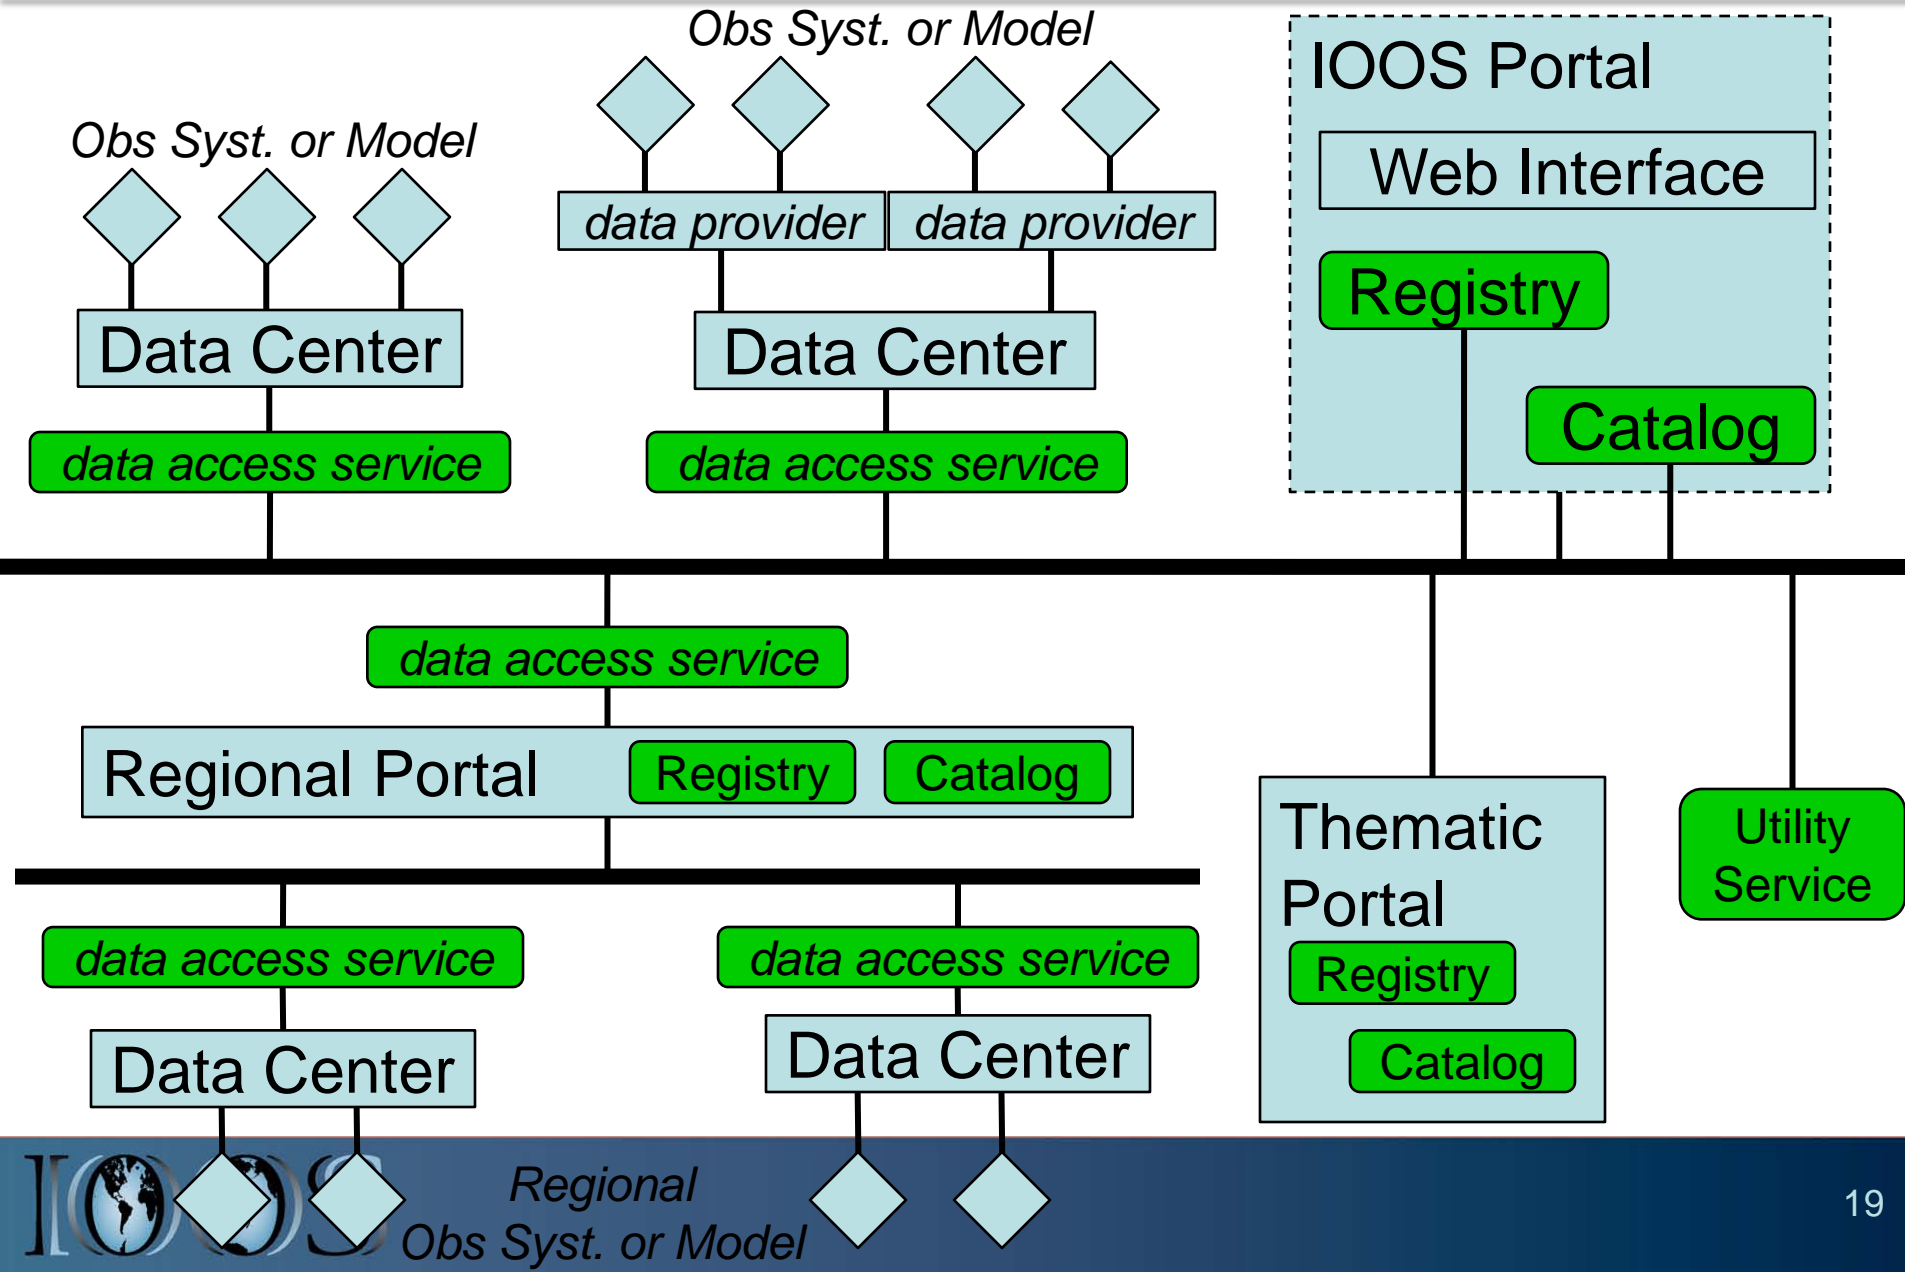 Obs Syst. or Model
IOOS Portal
Obs Syst. or Model
Web Interface
data provider
data provider
Registry
Data Center
Data Center
Catalog
data access service
data access service
data access service
Regional Portal
Registry
Catalog
Thematic
Portal
Utility
Service
data access service
data access service
Registry
Data Center
Data Center
Catalog
IOOS
Regional
Obs Syst. or Model
19